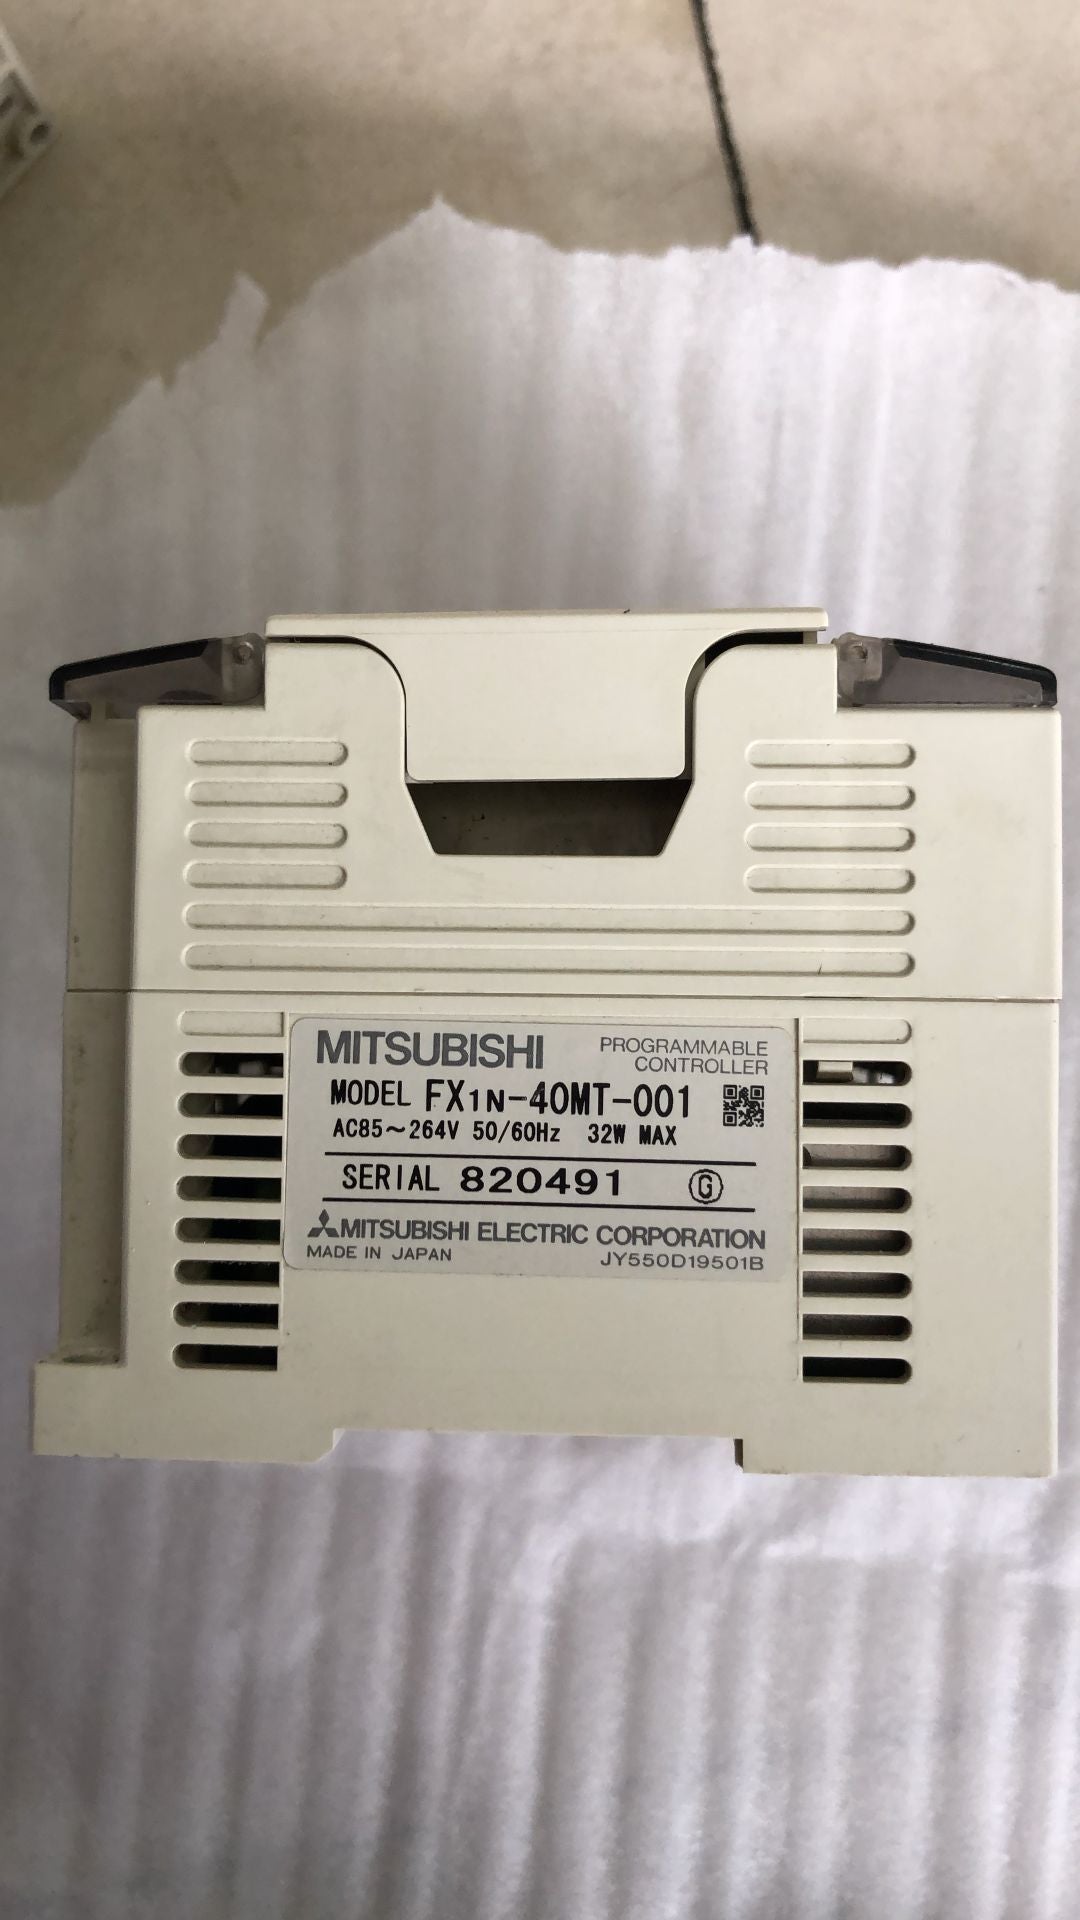 MITSUBISHI
PROGRAMMABLE
CONTROLLER
MODEL FX1N-40MT-001
AC85~264V 50/60Hz 32W MAX
SERIAL 820491 G
MITSUBISHI ELECTRIC CORPORATION
MADE IN JAPAN JY550D19501B